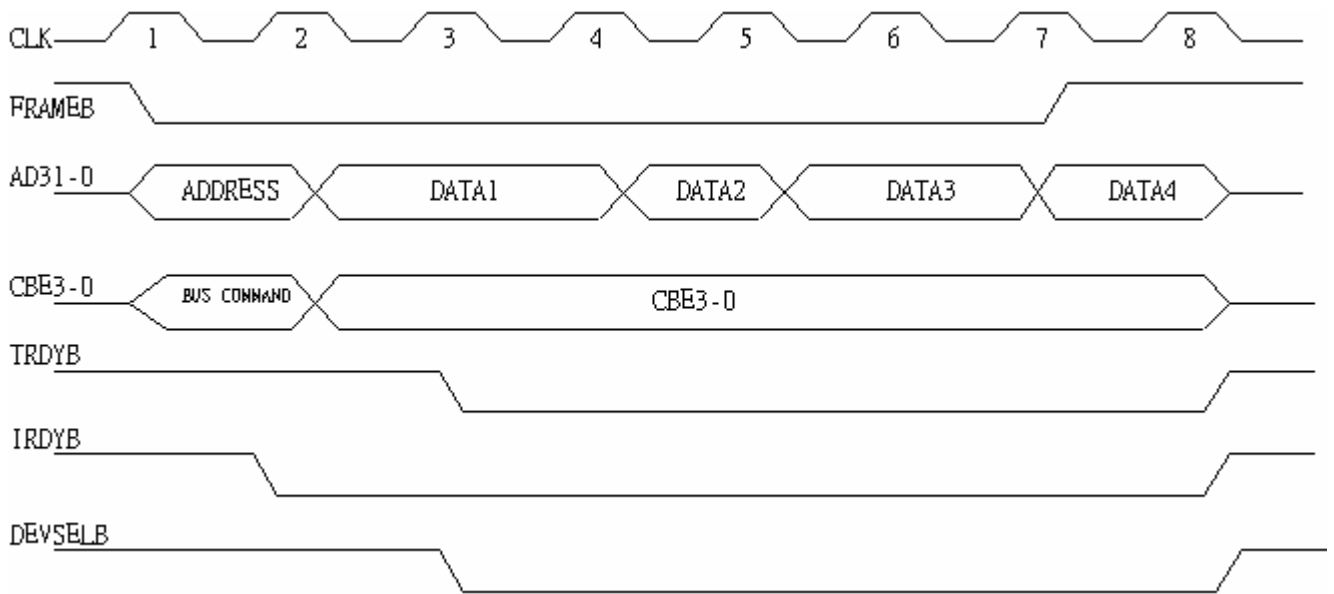 CLK 1 2 3 4 5 6 7 8
FRAMEB
AD31-0 ADDRESS DATA1 DATA2 DATA3 DATA4
CBE3-0 BUS COMMAND CBE3-0
TRDYB
IRDYB
DEVSELB